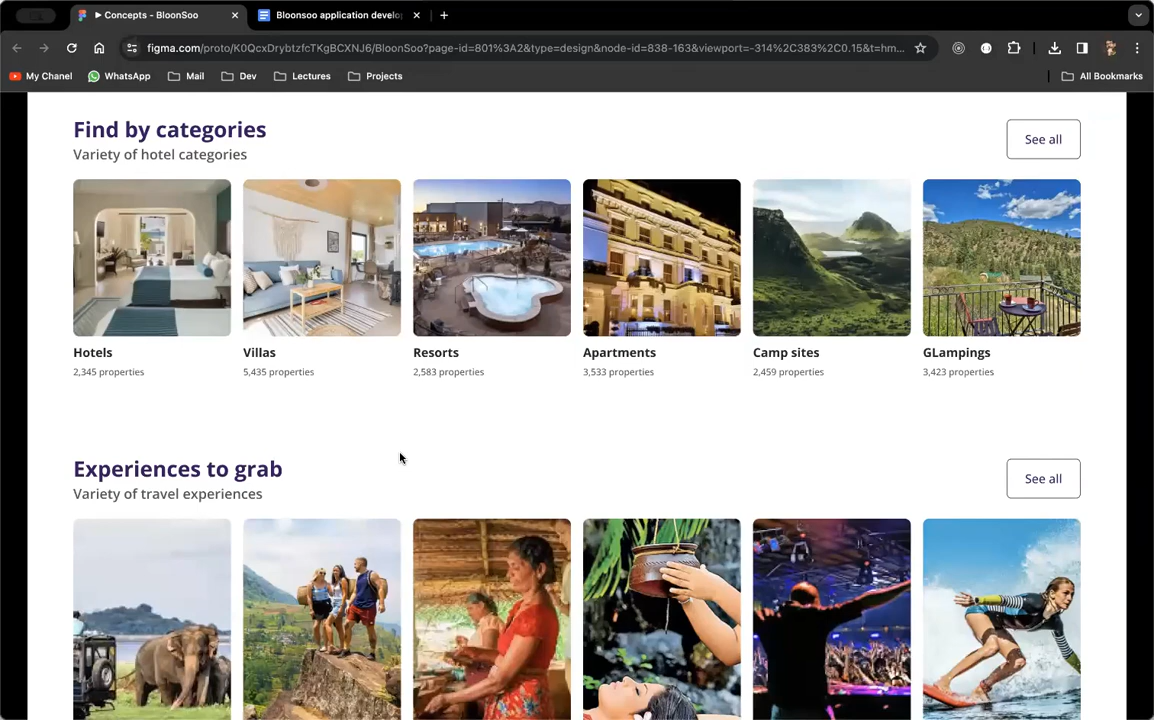 Concepts - BloonSoo
Bloonsoo application develo
figma.com/proto/K0QcxDrybtzfcTKgBCXNJ6/BloonSoo?page-id=801%3A2&type=design&node-id=838-163&viewport=-314%2C383%2C0.15&t=hm...
My Chanel
WhatsApp
Mail
Dev
Lectures
Projects
All Bookmarks
Find by categories
Variety of hotel categories
See all
Hotels
2,345 properties
Villas
5,435 properties
Resorts
2,583 properties
Apartments
3,533 properties
Camp sites
2,459 properties
GLampings
3,423 properties
Experiences to grab
Variety of travel experiences
See all